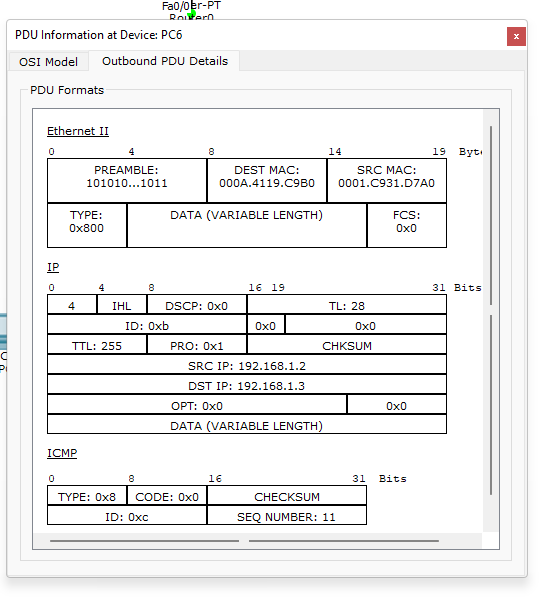 Fa0/0er-PT
Router0
PDU Information at Device: PC6
x
OSI Model Outbound PDU Details
PDU Formats
Ethernet II
0 4 8 14 19 Byte
PREAMBLE: DEST MAC: SRC MAC:
101010...1011 000A.4119.C9B0 0001.C931.D7A0
TYPE: DATA (VARIABLE LENGTH) FCS:
0x800 0x0
IP
0 4 8 16 19 31 Bits
4 IHL DSCP: 0x0 TL: 28
ID: 0xb 0x0 0x0
TTL: 255 PRO: 0x1 CHKSUM
SRC IP: 192.168.1.2
DST IP: 192.168.1.3
OPT: 0x0 0x0
DATA (VARIABLE LENGTH)
ICMP
0 8 16 31 Bits
TYPE: 0x8 CODE: 0x0 CHECKSUM
ID: 0xc SEQ NUMBER: 11